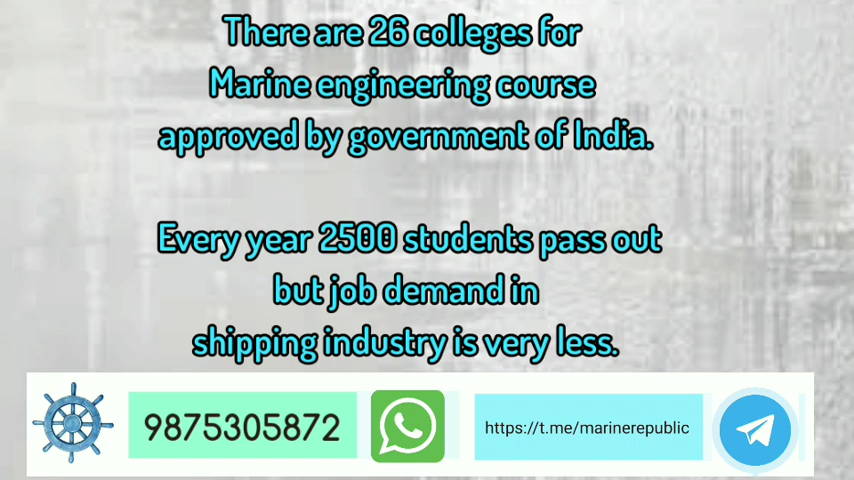 There are 26 colleges for
Marine engineering course
approved by government of India.
Every year 2500 students pass out
but job demand in
shipping industry is very less.
9875305872
https://t.me/marinerepublic